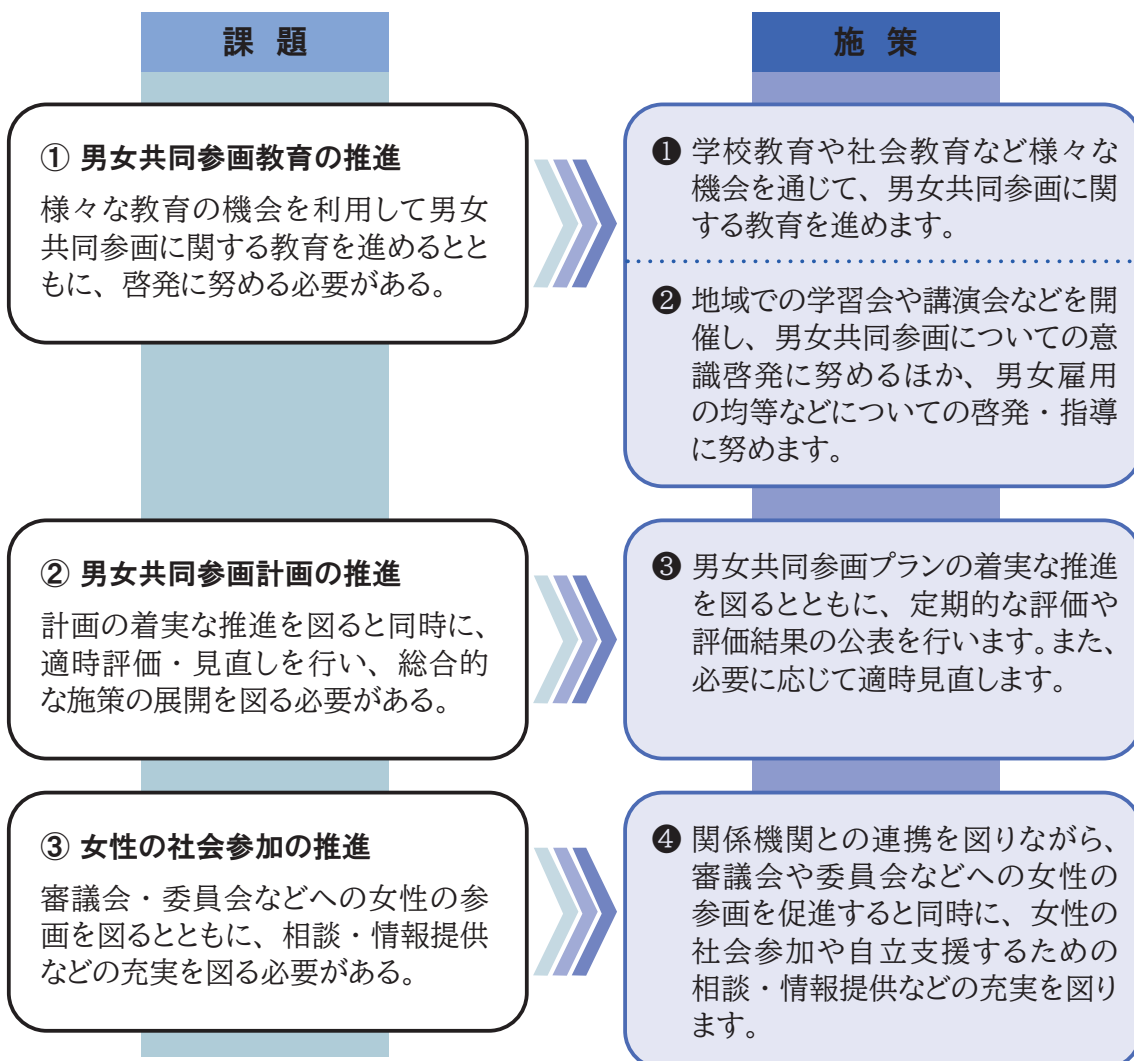 課題
施策
① 男女共同参画教育の推進
様々な教育の機会を利用して男女
共同参画に関する教育を進めるとと
もに、啓発に努める必要がある。
❶ 学校教育や社会教育など様々な
機会を通じて、男女共同参画に関
する教育を進めます。
❷ 地域での学習会や講演会などを開
催し、男女共同参画についての意
識啓発に努めるほか、男女雇用
の均等などについての啓発・指導
に努めます。
② 男女共同参画計画の推進
計画の着実な推進を図ると同時に、
適時評価・見直しを行い、総合的
な施策の展開を図る必要がある。
❸ 男女共同参画プランの着実な推進
を図るとともに、定期的な評価や
評価結果の公表を行います。また、
必要に応じて適時見直します。
③ 女性の社会参加の推進
審議会・委員会などへの女性の参
画を図るとともに、相談・情報提供
などの充実を図る必要がある。
❹ 関係機関との連携を図りながら、
審議会や委員会などへの女性の
参画を促進すると同時に、女性の
社会参加や自立支援するための
相談・情報提供などの充実を図り
ます。